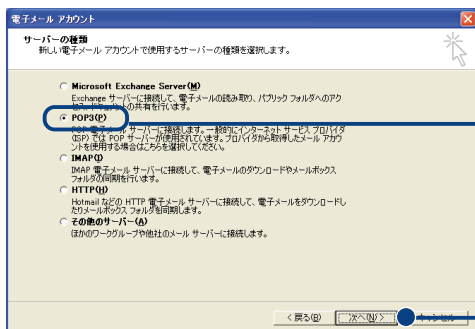 電子メール アカウント
サーバーの種類
新しい電子メール アカウントで使用するサーバーの種類を選択します。
Microsoft Exchange Server(M)
Exchange サーバーに接続して、電子メールの読み取り、パブリック フォルダへのアク
の共有を行います。
POP3(P)
サーバーに接続します。一般的にインターネット サービス プロバイダ
(ISP) では POP サーバーが使用されています。プロバイダから取得したメール アカウ
ントを使用する場合はこちらを選択してください。
IMAP(I)
IMAP 電子メール サーバーに接続して、電子メールのダウンロードやメールボックス
フォルダの同期を行います。
HTTP(H)
Hotmail などの HTTP 電子メール サーバーに接続して、電子メールをダウンロードし
たりメールボックス フォルダを同期します。
その他のサーバー(A)
ほかのワークグループや他社のメール サーバーに接続します。
< 戻る(B) 次へ(N) > キャンセル